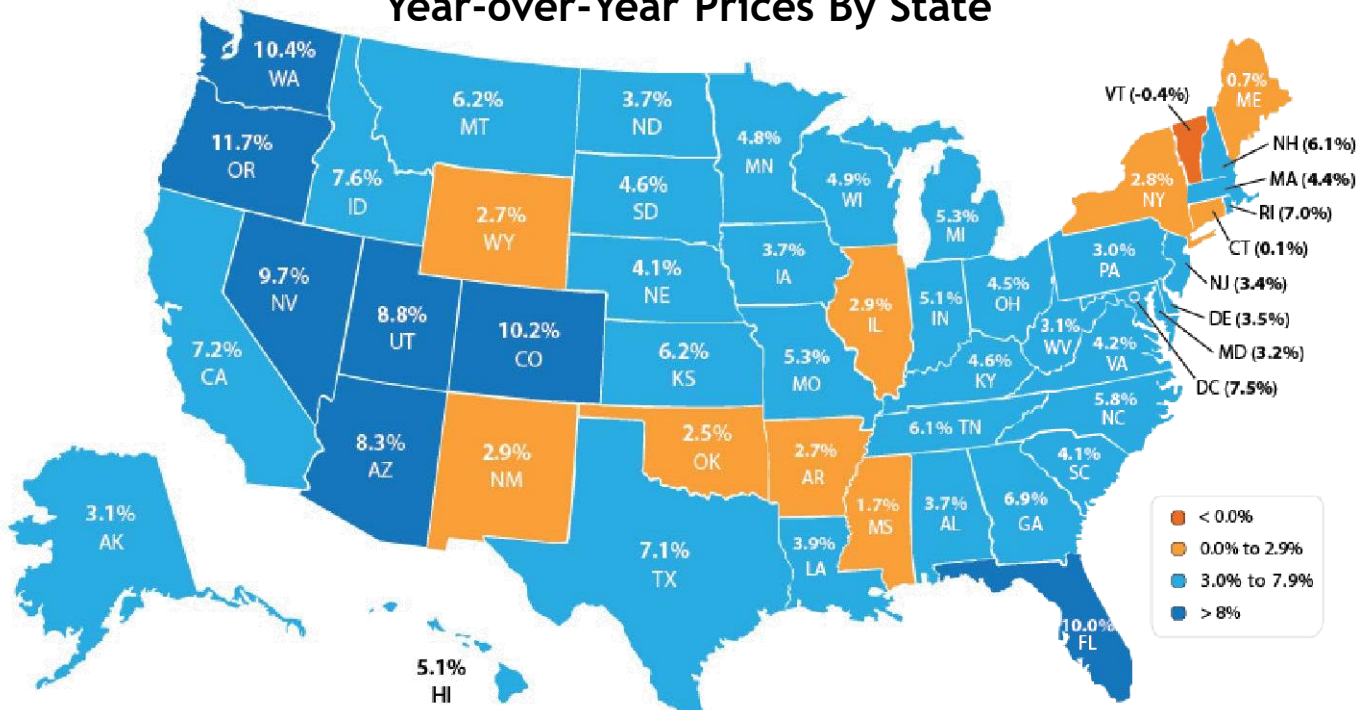 Year-over-Year Prices By State
10.4%
WA
11.7%
OR
6.2%
MT
7.6%
ID
3.7%
ND
4.6%
SD
2.7%
WY
4.1%
NE
4.8%
MN
4.9%
WI
3.7%
IA
5.3%
MI
9.7%
NV
8.8%
UT
10.2%
CO
7.2%
CA
6.2%
KS
5.3%
MO
2.9%
IL
5.1%
IN
4.5%
OH
3.0%
PA
2.8%
NY
0.7%
ME
VT (-0.4%)
NH (6.1%)
MA (4.4%)
RI (7.0%)
CT (0.1%)
NJ (3.4%)
DE (3.5%)
MD (3.2%)
DC (7.5%)
3.1%
WV
4.2%
VA
4.6%
KY
5.8%
NC
6.1% TN
4.1%
SC
8.3%
AZ
2.9%
NM
2.5%
OK
2.7%
AR
1.7%
MS
3.7%
AL
6.9%
GA
7.1%
TX
3.9%
LA
10.0%
FL
3.1%
AK
5.1%
HI
< 0.0%
0.0% to 2.9%
3.0% to 7.9%
> 8%